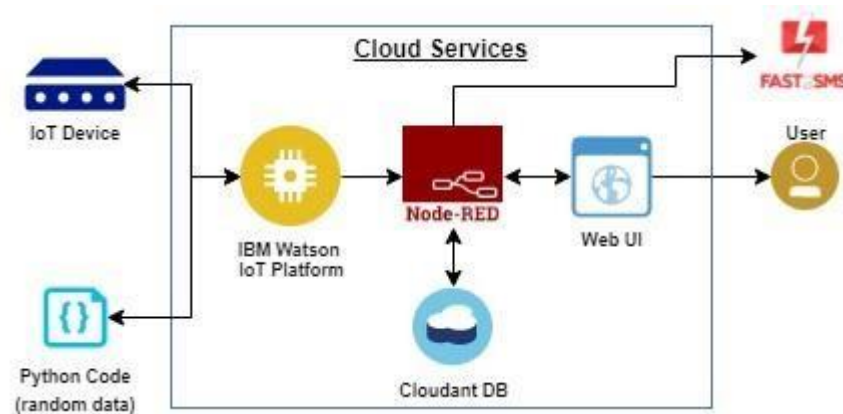 Cloud Services
FAST2SMS
IoT Device
User
Node-RED
IBM Watson
IoT Platform
Web UI
{ }
Python Code
(random data)
Cloudant DB